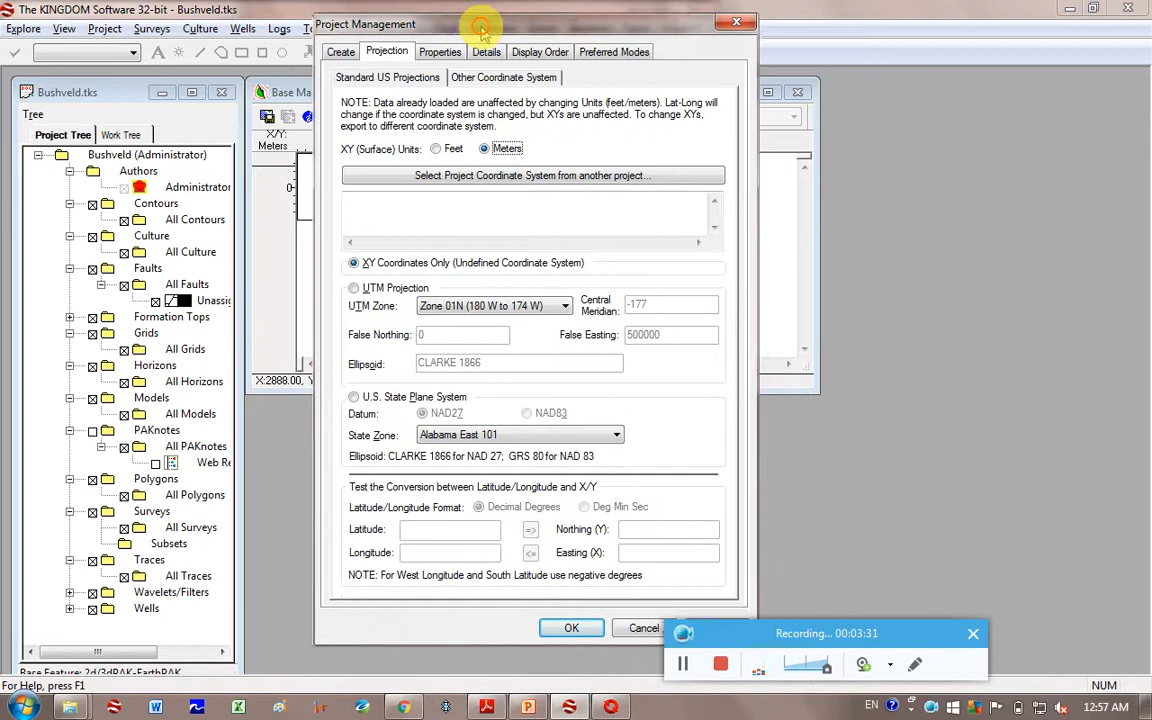 The KINGDOM Software 32-bit - Bushveld.tks
Explore View Project Surveys Culture Wells Logs
Bushveld.tks
Tree
Project Tree Work Tree
Bushveld (Administrator)
Authors
Administrator
Contours
All Contours
Culture
All Culture
Faults
All Faults
Unassig
Formation Tops
Grids
All Grids
Horizons
All Horizons
Models
All Models
PAKnotes
All PAKnotes
Web Re
Polygons
All Polygons
Surveys
All Surveys
Subsets
Traces
All Traces
Wavelets/Filters
Wells
Base Feature: 2d/3dPAK-EarthPAK
X/Y:
Meters
0
X:2888.00, Y
Project Management
Create Projection Properties Details Display Order Preferred Modes
Standard US Projections Other Coordinate System
NOTE: Data already loaded are unaffected by changing Units (feet/meters). Lat-Long will
change if the coordinate system is changed, but XYs are unaffected. To change XYs,
export to different coordinate system.
XY (Surface) Units: Feet Meters
Select Project Coordinate System from another project...
XY Coordinates Only (Undefined Coordinate System)
UTM Projection
UTM Zone: Zone 01N (180 W to 174 W) Central
Meridian: -177
False Northing: 0 False Easting: 500000
Ellipsoid: CLARKE 1866
U.S. State Plane System
Datum: NAD27 NAD83
State Zone: Alabama East 101
Ellipsoid: CLARKE 1866 for NAD 27; GRS 80 for NAD 83
Test the Conversion between Latitude/Longitude and X/Y
Latitude/Longitude Format: Decimal Degrees Deg Min Sec
Latitude: => Northing (Y):
Longitude: <= Easting (X):
NOTE: For West Longitude and South Latitude use negative degrees
OK Cancel
Recording... 00:03:31
For Help, press F1
NUM
EN
12:57 AM